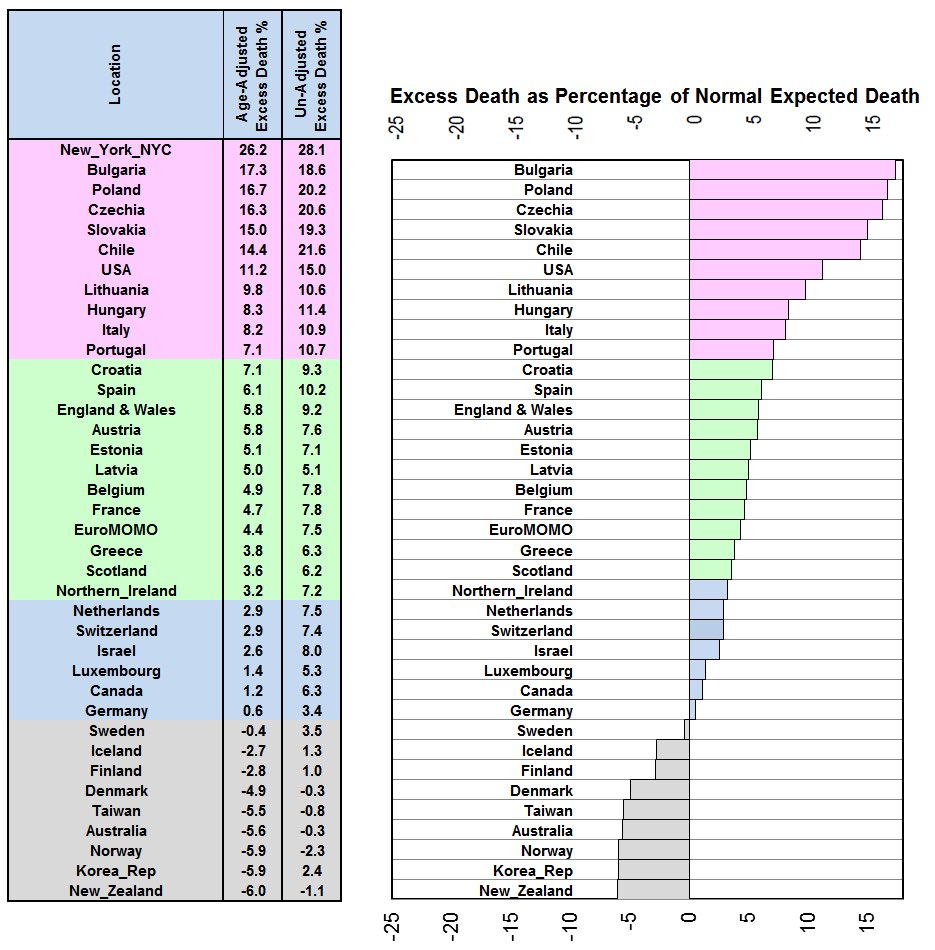 Location
Age-Adjusted
Excess Death %
Un-Adjusted
Excess Death %
New_York_NYC 26.2 28.1
Bulgaria 17.3 18.6
Poland 16.7 20.2
Czechia 16.3 20.6
Slovakia 15.0 19.3
Chile 14.4 21.6
USA 11.2 15.0
Lithuania 9.8 10.6
Hungary 8.3 11.4
Italy 8.2 10.9
Portugal 7.1 10.7
Croatia 7.1 9.3
Spain 6.1 10.2
England & Wales 5.8 9.2
Austria 5.8 7.6
Estonia 5.1 7.1
Latvia 5.0 5.1
Belgium 4.9 7.8
France 4.7 7.8
EuroMOMO 4.4 7.5
Greece 3.8 6.3
Scotland 3.6 6.2
Northern_Ireland 3.2 7.2
Netherlands 2.9 7.5
Switzerland 2.9 7.4
Israel 2.6 8.0
Luxembourg 1.4 5.3
Canada 1.2 6.3
Germany 0.6 3.4
Sweden -0.4 3.5
Iceland -2.7 1.3
Finland -2.8 1.0
Denmark -4.9 -0.3
Taiwan -5.5 -0.8
Australia -5.6 -0.3
Norway -5.9 -2.3
Korea_Rep -5.9 2.4
New_Zealand -6.0 -1.1
Excess Death as Percentage of Normal Expected Death
-25 -20 -15 -10 -5 0 5 10 15
Bulgaria
Poland
Czechia
Slovakia
Chile
USA
Lithuania
Hungary
Italy
Portugal
Croatia
Spain
England & Wales
Austria
Estonia
Latvia
Belgium
France
EuroMOMO
Greece
Scotland
Northern_Ireland
Netherlands
Switzerland
Israel
Luxembourg
Canada
Germany
Sweden
Iceland
Finland
Denmark
Taiwan
Australia
Norway
Korea_Rep
New_Zealand
-25 -20 -15 -10 -5 0 5 10 15